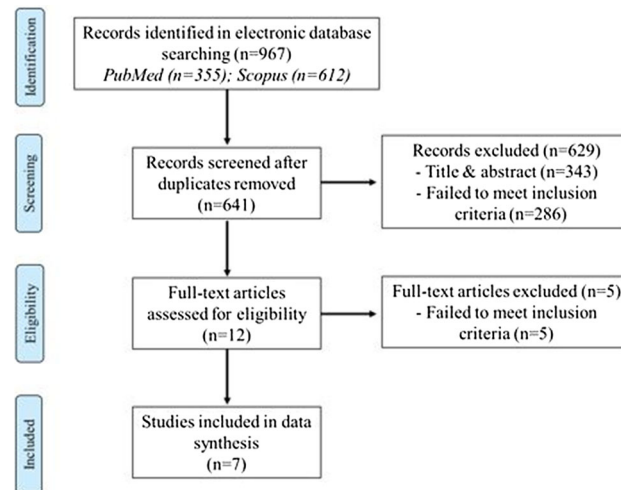 Identification
Records identified in electronic database
searching (n=967)
PubMed (n=355); Scopus (n=612)
Screening
Records screened after
duplicates removed
(n=641)
Records excluded (n=629)
- Title & abstract (n=343)
- Failed to meet inclusion
criteria (n=286)
Eligibility
Full-text articles
assessed for eligibility
(n=12)
Full-text articles excluded (n=5)
- Failed to meet inclusion
criteria (n=5)
Included
Studies included in data
synthesis
(n=7)